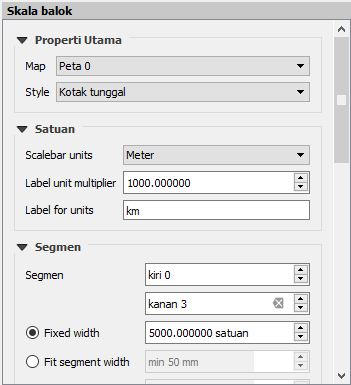 Skala balok
Properti Utama
Map Peta 0
Style Kotak tunggal
Satuan
Scalebar units Meter
Label unit multiplier 1000.000000
Label for units km
Segmen
Segmen kiri 0
kanan 3
Fixed width 5000.000000 satuan
Fit segment width min 50 mm